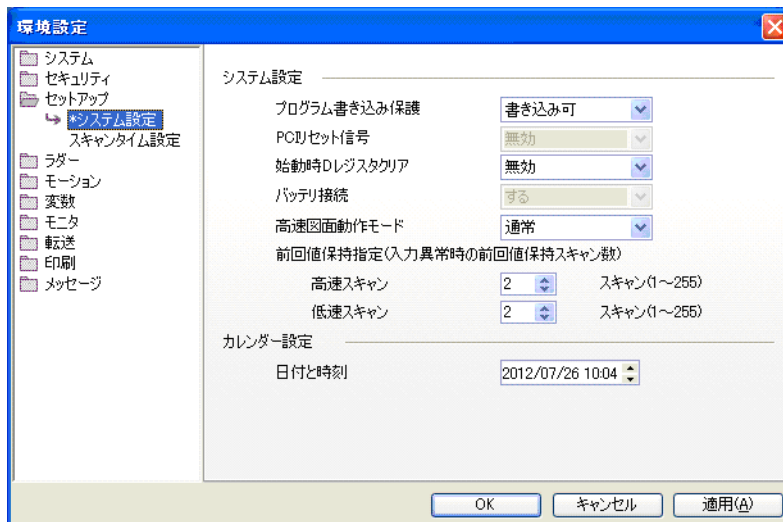 環境設定
システム
セキュリティ
セットアップ
*システム設定
スキャンタイム設定
ラダー
モーション
変数
モニタ
転送
印刷
メッセージ
システム設定
プログラム書き込み保護 書き込み可
PCIリセット信号 無効
始動時Dレジスタクリア 無効
バッテリ接続 する
高速図面動作モード 通常
前回値保持指定(入力異常時の前回値保持スキャン数)
高速スキャン 2 スキャン(1～255)
低速スキャン 2 スキャン(1～255)
カレンダー設定
日付と時刻 2012/07/26 10:04
OK キャンセル 適用(A)